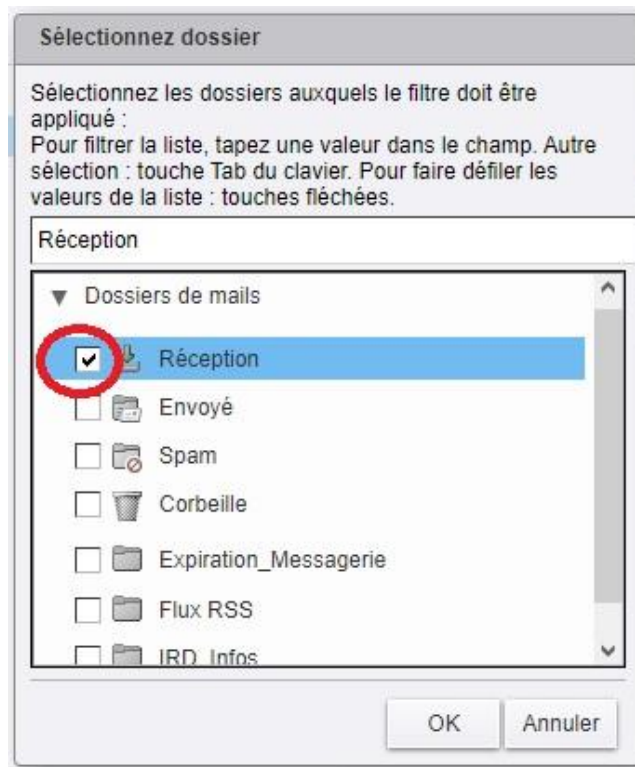 Sélectionnez dossier
Sélectionnez les dossiers auxquels le filtre doit être
appliqué :
Pour filtrer la liste, tapez une valeur dans le champ. Autre
sélection : touche Tab du clavier. Pour faire défiler les
valeurs de la liste : touches fléchées.
Réception
Dossiers de mails
Réception
Envoyé
Spam
Corbeille
Expiration_Messagerie
Flux RSS
IRD_Infos
OK
Annuler